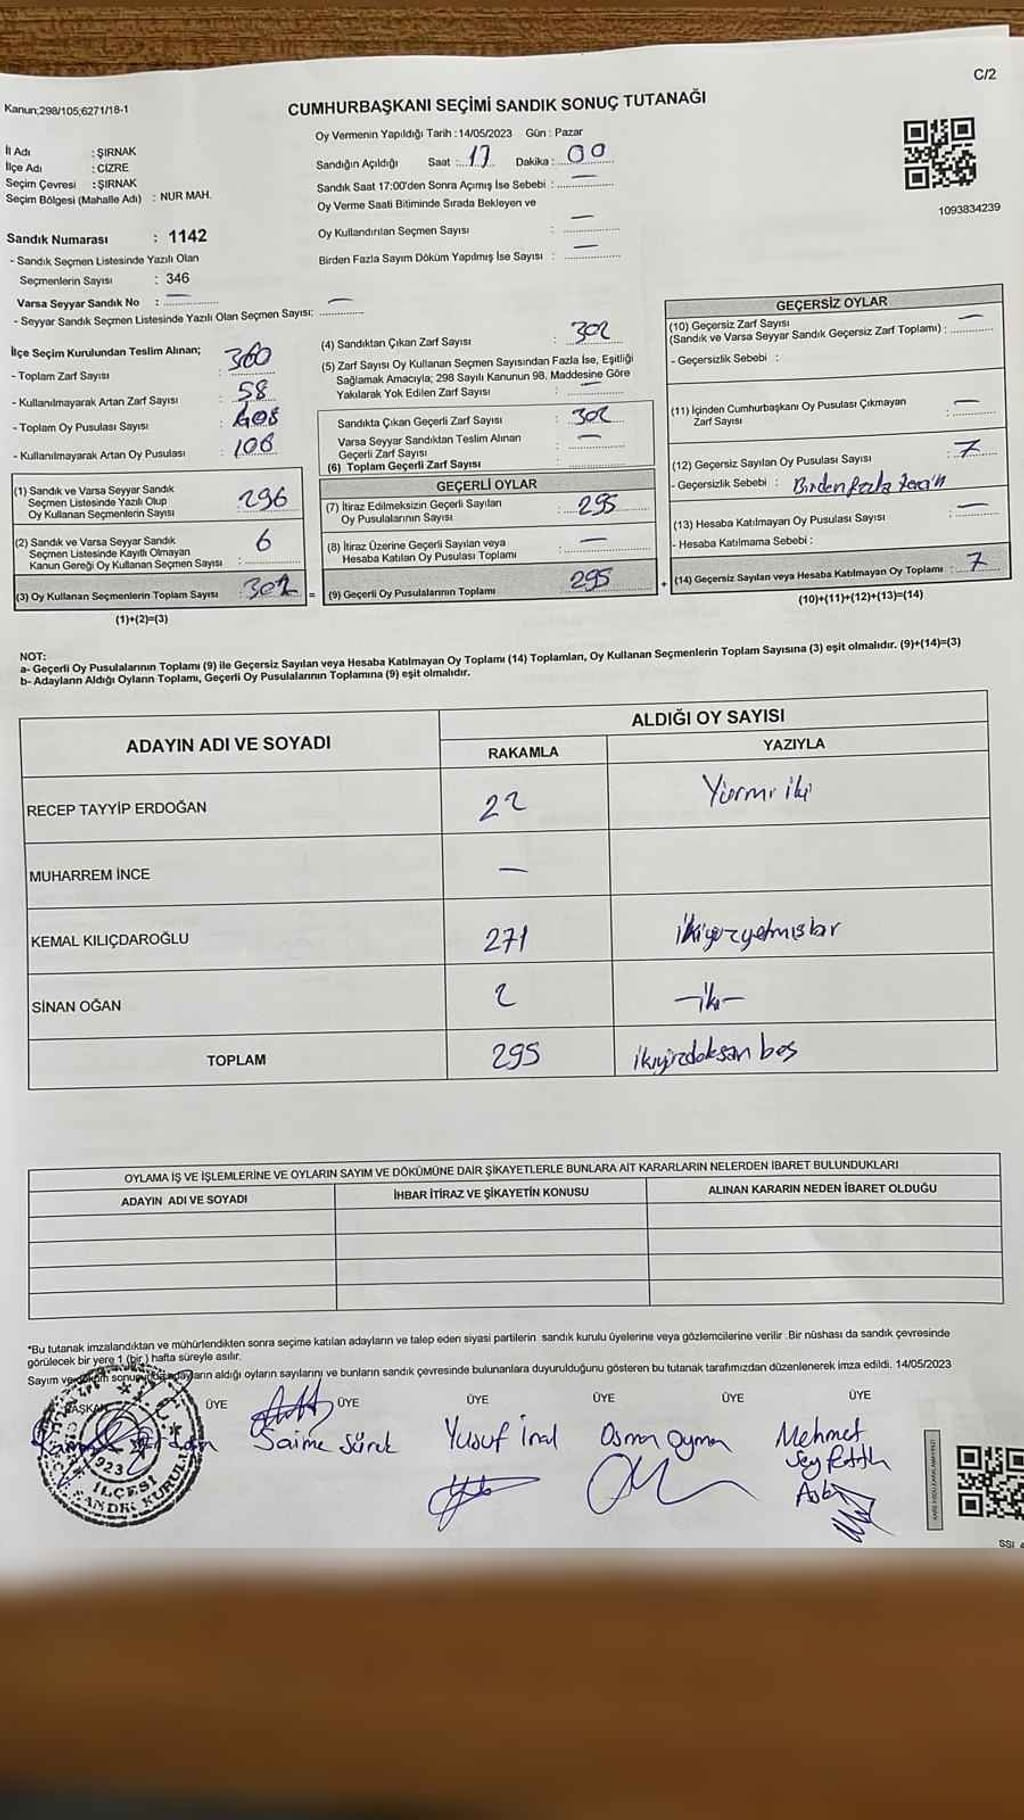 C/2
Kanun;298/105;6271/18-1
CUMHURBAŞKANI SEÇİMİ SANDIK SONUÇ TUTANAĞI
Oy Vermenin Yapıldığı Tarih :14/05/2023 Gün : Pazar
İl Adı : ŞIRNAK
İlçe Adı : CİZRE
Seçim Çevresi : ŞIRNAK
Seçim Bölgesi (Mahalle Adı) : NUR MAH.
Sandığın Açıldığı Saat :..17.. Dakika :..00..
Sandık Saat 17:00'den Sonra Açımış İse Sebebi : —
Oy Verme Saati Bitiminde Sırada Bekleyen ve
Oy Kullandırılan Seçmen Sayısı : —
Birden Fazla Sayım Döküm Yapılmış İse Sayısı : —
1093834239
Sandık Numarası : 1142
- Sandık Seçmen Listesinde Yazılı Olan
Seçmenlerin Sayısı : 346
Varsa Seyyar Sandık No : —
- Seyyar Sandık Seçmen Listesinde Yazılı Olan Seçmen Sayısı: —
İlçe Seçim Kurulundan Teslim Alınan;
- Toplam Zarf Sayısı : 360
- Kullanılmayarak Artan Zarf Sayısı : 58
- Toplam Oy Pusulası Sayısı : 408
- Kullanılmayarak Artan Oy Pusulası : 106
(1) Sandık ve Varsa Seyyar Sandık
Seçmen Listesinde Yazılı Olup
Oy Kullanan Seçmenlerin Sayısı : 296
(2) Sandık ve Varsa Seyyar Sandık
Seçmen Listesinde Kayıtlı Olmayan
Kanun Gereği Oy Kullanan Seçmen Sayısı : 6
(3) Oy Kullanan Seçmenlerin Toplam Sayısı : 302 =
(1)+(2)=(3)
(4) Sandıktan Çıkan Zarf Sayısı : 302
(5) Zarf Sayısı Oy Kullanan Seçmen Sayısından Fazla İse, Eşitliği
Sağlamak Amacıyla; 298 Sayılı Kanunun 98. Maddesine Göre
Yakılarak Yok Edilen Zarf Sayısı : —
Sandıkta Çıkan Geçerli Zarf Sayısı : 302
Varsa Seyyar Sandıktan Teslim Alınan
Geçerli Zarf Sayısı : —
(6) Toplam Geçerli Zarf Sayısı :
GEÇERLİ OYLAR
(7) İtiraz Edilmeksizin Geçerli Sayılan
Oy Pusulalarının Sayısı : 295
(8) İtiraz Üzerine Geçerli Sayılan veya
Hesaba Katılan Oy Pusulası Toplamı : —
(9) Geçerli Oy Pusulalarının Toplamı 295 +
GEÇERSİZ OYLAR
(10) Geçersiz Zarf Sayısı
(Sandık ve Varsa Seyyar Sandık Geçersiz Zarf Toplamı) : —
- Geçersizlik Sebebi :
(11) İçinden Cumhurbaşkanı Oy Pusulası Çıkmayan
Zarf Sayısı : —
(12) Geçersiz Sayılan Oy Pusulası Sayısı : 7
- Geçersizlik Sebebi : Birden fazla tercih
(13) Hesaba Katılmayan Oy Pusulası Sayısı : —
- Hesaba Katılmama Sebebi :
(14) Geçersiz Sayılan veya Hesaba Katılmayan Oy Toplamı : 7
(10)+(11)+(12)+(13)=(14)
NOT:
a- Geçerli Oy Pusulalarının Toplamı (9) ile Geçersiz Sayılan veya Hesaba Katılmayan Oy Toplamı (14) Toplamları, Oy Kullanan Seçmenlerin Toplam Sayısına (3) eşit olmalıdır. (9)+(14)=(3)
b- Adayların Aldığı Oyların Toplamı, Geçerli Oy Pusulalarının Toplamına (9) eşit olmalıdır.
ADAYIN ADI VE SOYADI ALDIĞI OY SAYISI
RAKAMLA YAZIYLA
RECEP TAYYİP ERDOĞAN 22 Yirmi iki
MUHARREM İNCE —
KEMAL KILIÇDAROĞLU 271 ikiyüzyetmişbir
SİNAN OĞAN 2 -iki-
TOPLAM 295 ikiyüzdoksan beş
OYLAMA İŞ VE İŞLEMLERİNE VE OYLARIN SAYIM VE DÖKÜMÜNE DAİR ŞİKAYETLERLE BUNLARA AİT KARARLARIN NELERDEN İBARET BULUNDUKLARI
ADAYIN ADI VE SOYADI İHBAR İTİRAZ VE ŞİKAYETİN KONUSU ALINAN KARARIN NEDEN İBARET OLDUĞU
*Bu tutanak imzalandıktan ve mühürlendikten sonra seçime katılan adayların ve talep eden siyasi partilerin sandık kurulu üyelerine veya gözlemcilerine verilir .Bir nüshası da sandık çevresinde
görülecek bir yere 1 (bir ) hafta süreyle asılır.
Sayım ve döküm sonucunda adayların aldığı oyların sayılarını ve bunların sandık çevresinde bulunanlara duyurulduğunu gösteren bu tutanak tarafımızdan düzenlenerek imza edildi. 14/05/2023
BAŞKAN ÜYE ÜYE ÜYE ÜYE ÜYE ÜYE
Saime Sürek Yusuf İnal Osman Oyman Mehmet
T.C.
1923
İLÇESİ
SANDIK KURULU
SSI